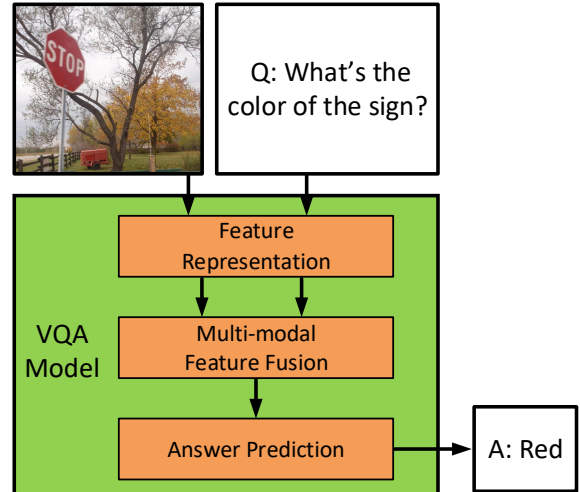 STOP
Q: What's the
color of the sign?
Feature
Representation
VQA
Model
Multi-modal
Feature Fusion
Answer Prediction
A: Red